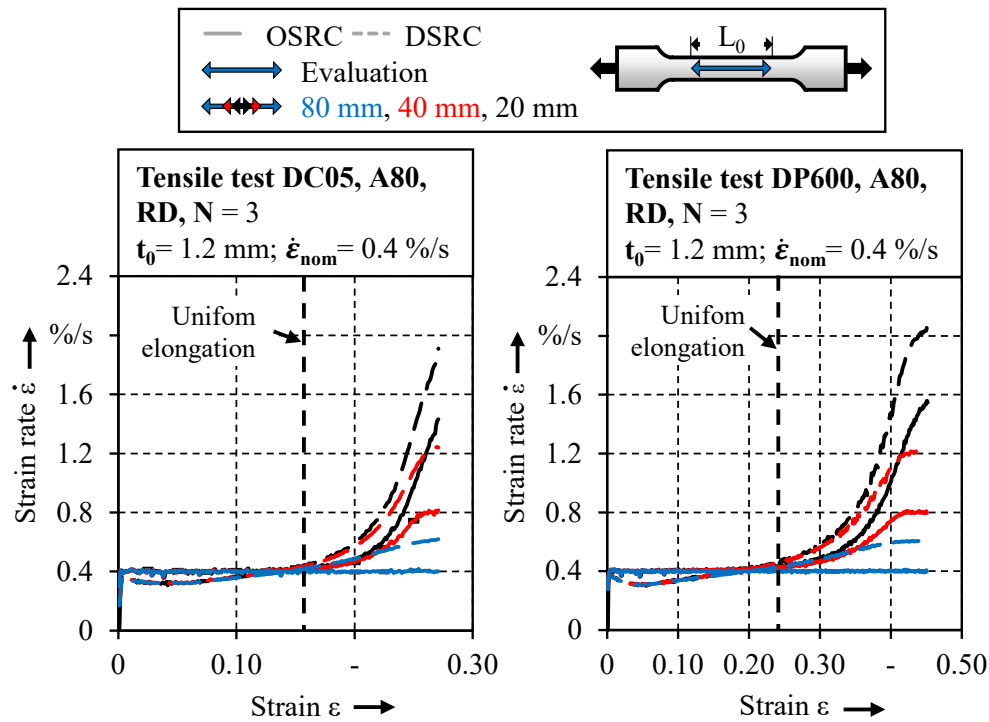 OSRC DSRC
Evaluation
80 mm, 40 mm, 20 mm
L₀
Tensile test DC05, A80,
RD, N = 3
t₀= 1.2 mm; ε̇nom= 0.4 %/s
2.4
%/s
1.6
1.2
0.8
0.4
0
Strain rate ε̇
Unifom
elongation
0
0.10
-
0.30
Strain ε
Tensile test DP600, A80,
RD, N = 3
t₀= 1.2 mm; ε̇nom= 0.4 %/s
2.4
%/s
1.6
1.2
0.8
0.4
0
Strain rate ε̇
Unifom
elongation
0
0.10
0.20
0.30
-
0.50
Strain ε